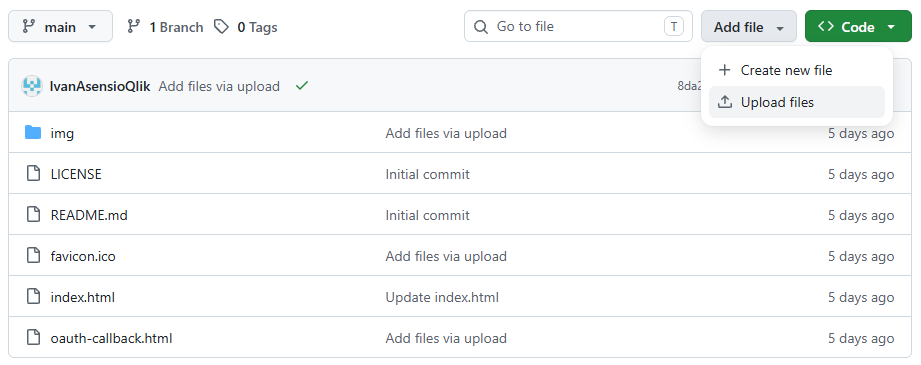 main 1 Branch 0 Tags Go to file T Add file Code
Create new file
Upload files
IvanAsensioQlik Add files via upload 8da2
img Add files via upload 5 days ago
LICENSE Initial commit 5 days ago
README.md Initial commit 5 days ago
favicon.ico Add files via upload 5 days ago
index.html Update index.html 5 days ago
oauth-callback.html Add files via upload 5 days ago